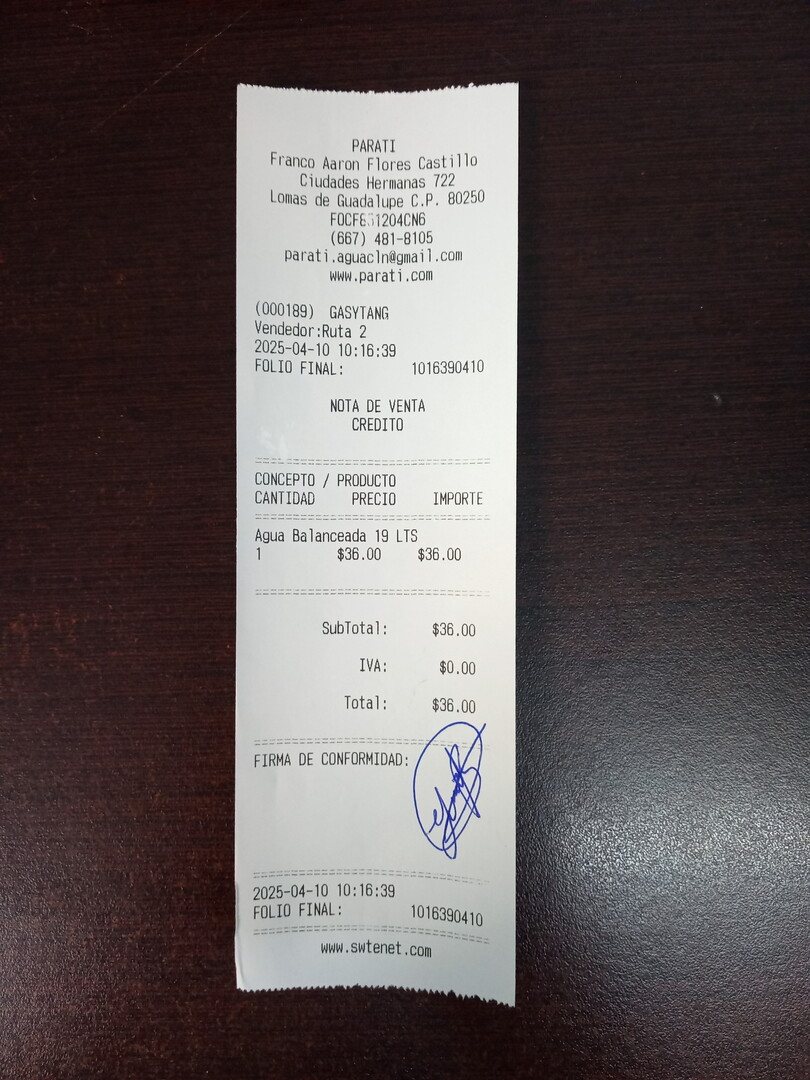 PARATI
Franco Aaron Flores Castillo
Ciudades Hermanas 722
Lomas de Guadalupe C.P. 80250
(667) 481-8105
parati.aguacln@gmail.com
www.parati.com
(000189) GASYTANG
Vendedor:Ruta 2
2025-04-10 10:16:39
FOLIO FINAL: 1016390410
NOTA DE VENTA
CREDITO
CONCEPTO / PRODUCTO
CANTIDAD PRECIO IMPORTE
Agua Balanceada 19 LTS
1 $36.00 $36.00
SubTotal: $36.00
IVA: $0.00
Total: $36.00
FIRMA DE CONFORMIDAD:
2025-04-10 10:16:39
FOLIO FINAL: 1016390410
www.swtenet.com